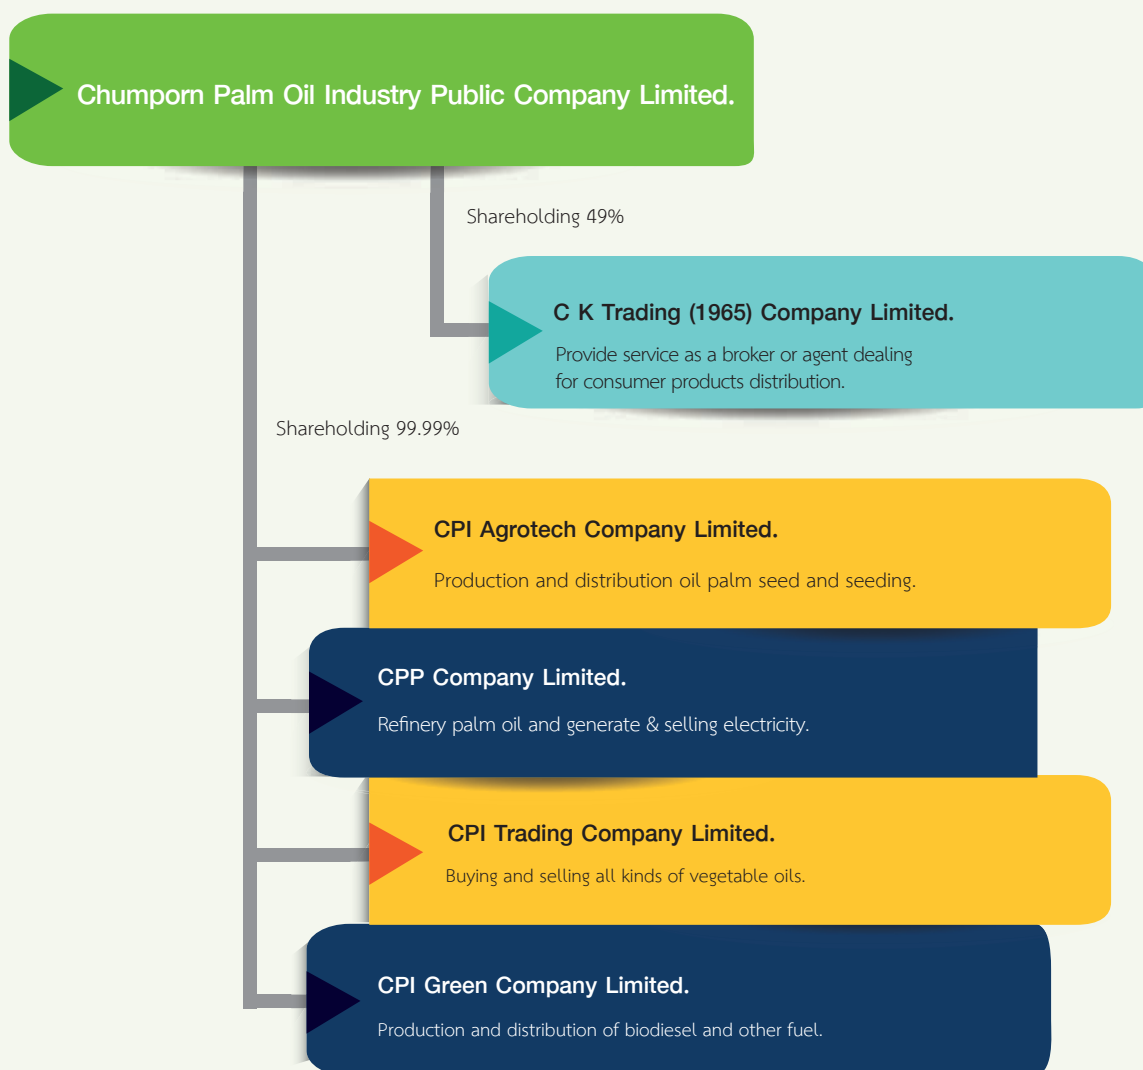 Chumporn Palm Oil Industry Public Company Limited.
Shareholding 49%
C K Trading (1965) Company Limited.
Provide service as a broker or agent dealing
for consumer products distribution.
Shareholding 99.99%
CPI Agrotech Company Limited.
Production and distribution oil palm seed and seeding.
CPP Company Limited.
Refinery palm oil and generate & selling electricity.
CPI Trading Company Limited.
Buying and selling all kinds of vegetable oils.
CPI Green Company Limited.
Production and distribution of biodiesel and other fuel.